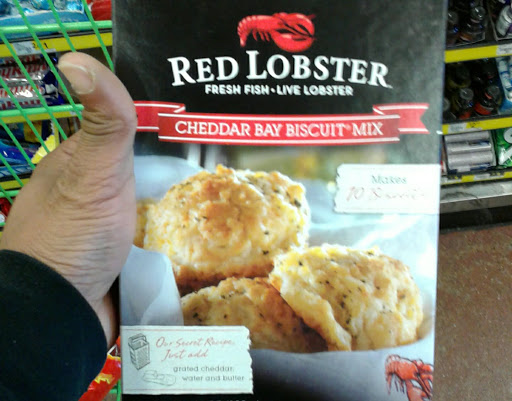 RED LOBSTER
FRESH FISH • LIVE LOBSTER
CHEDDAR BAY BISCUIT® MIX
Makes
10
Our Secret Recipe,
Just add
grated cheddar,
water and butter